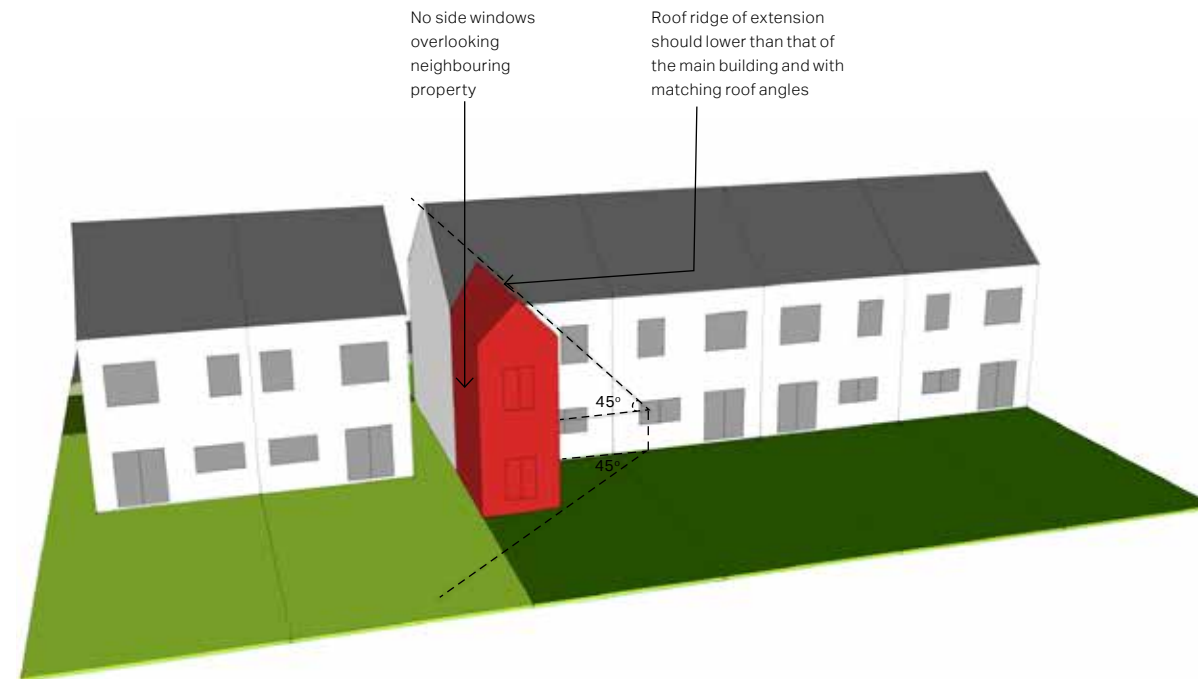 No side windows
overlooking
neighbouring
property
Roof ridge of extension
should lower than that of
the main building and with
matching roof angles
45°
45°